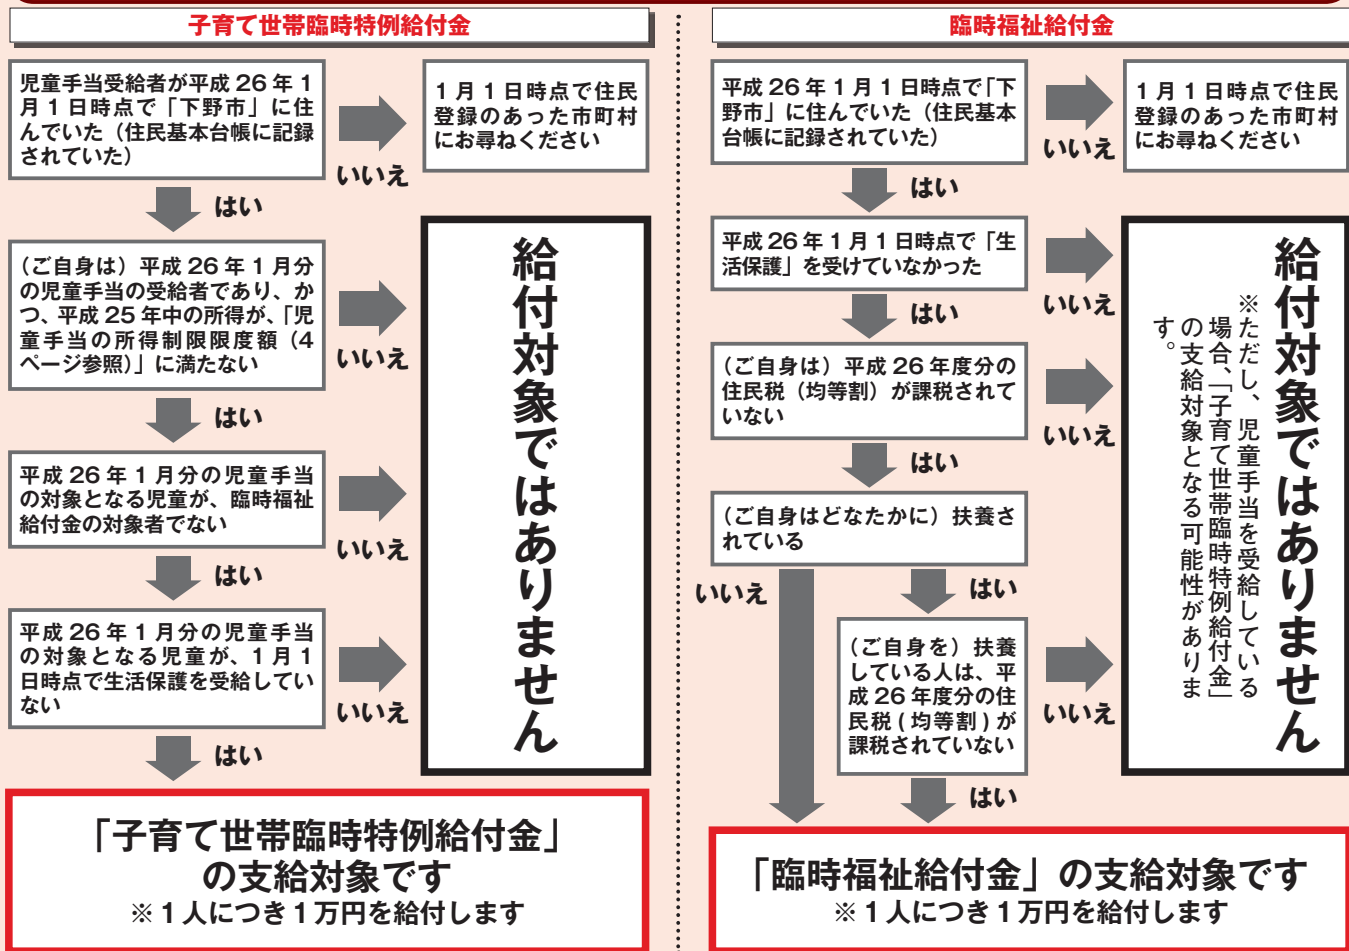 子育て世帯臨時特例給付金
児童手当受給者が平成 26 年 1
月 1 日時点で「下野市」に住
んでいた（住民基本台帳に記録
されていた）
いいえ
1 月 1 日時点で住民
登録のあった市町村
にお尋ねください
はい
（ご自身は）平成 26 年 1 月分
の児童手当の受給者であり、か
つ、平成 25 年中の所得が、「児
童手当の所得制限限度額（4
ページ参照）」に満たない
いいえ
はい
平成 26 年 1 月分の児童手当
の対象となる児童が、臨時福祉
給付金の対象者でない
いいえ
はい
平成 26 年 1 月分の児童手当
の対象となる児童が、1 月 1
日時点で生活保護を受給してい
ない
いいえ
はい
給付対象ではありません
「子育て世帯臨時特例給付金」
の支給対象です
※ 1 人につき 1 万円を給付します
臨時福祉給付金
平成 26 年 1 月 1 日時点で「下
野市」に住んでいた（住民基本
台帳に記録されていた）
いいえ
1 月 1 日時点で住民
登録のあった市町村
にお尋ねください
はい
平成 26 年 1 月 1 日時点で「生
活保護」を受けていなかった
いいえ
はい
（ご自身は）平成 26 年度分の
住民税（均等割）が課税されて
いない
いいえ
はい
（ご自身はどなたかに）扶養さ
れている
いいえ
はい
（ご自身を）扶養
している人は、平
成 26 年度分の住
民税 ( 均等割 ) が
課税されていない
いいえ
はい
給付対象ではありません
※ただし、児童手当を受給している
場合、「子育て世帯臨時特例給付金」
の支給対象となる可能性がありま
す。
「臨時福祉給付金」の支給対象です
※ 1 人につき 1 万円を給付します